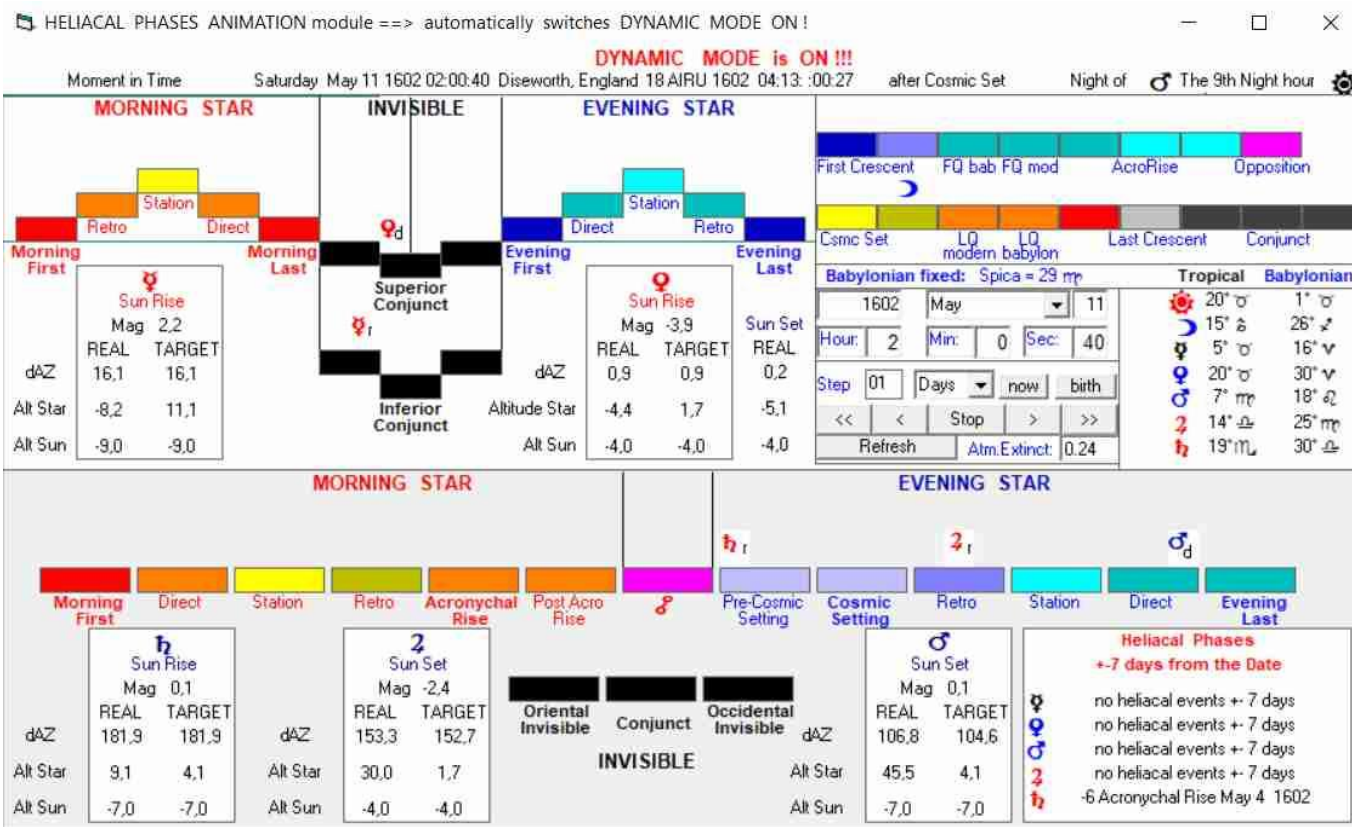 HELIACAL PHASES ANIMATION module ==> automatically switches DYNAMIC MODE ON !
DYNAMIC MODE is ON !!!
Moment in Time Saturday May 11 1602 02:00:40 Diseworth, England 18 AIRU 1602 04:13: :00:27 after Cosmic Set Night of ♂ The 9th Night hour
MORNING STAR
Station
Retro Direct
Morning First
Morning Last
INVISIBLE
♀d
Superior Conjunct
☿r
Inferior Conjunct
EVENING STAR
Station
Direct Retro
Evening First
Evening Last
☿
Sun Rise
Mag 2,2
REAL TARGET
dAZ 16,1 16,1
Alt Star -8,2 11,1
Alt Sun -9,0 -9,0
♀
Sun Rise
Mag -3,9 Sun Set
REAL TARGET REAL
dAZ 0,9 0,9 0,2
Altitude Star -4,4 1,7 -5,1
Alt Sun -4,0 -4,0 -4,0
First Crescent FQ bab FQ mod AcroRise Opposition
☽
Csmc Set LQ modern LQ babylon Last Crescent Conjunct
Babylonian fixed: Spica = 29 ♍
1602 May 11
Hour: 2 Min: 0 Sec: 40
Step 01 Days now birth
<< < Stop > >>
Refresh Atm.Extinct: 0.24
Tropical Babylonian
☉ 20° ♉ 1° ♉
☽ 15° ♑ 26° ♐
☿ 5° ♉ 16° ♈
♀ 20° ♉ 30° ♈
♂ 7° ♍ 18° ♌
♃ 14° ♎ 25° ♍
♄ 19° ♏ 30° ♎
MORNING STAR
EVENING STAR
♄ r ♃ r ♂d
Morning First
Direct
Station
Retro
Acronychal Rise
Post Acro Rise
☍
Pre-Cosmic Setting
Cosmic Setting
Retro
Station
Direct
Evening Last
♄
Sun Rise
Mag 0,1
REAL TARGET
dAZ 181,9 181,9
Alt Star 9,1 4,1
Alt Sun -7,0 -7,0
♃
Sun Set
Mag -2,4
REAL TARGET
dAZ 153,3 152,7
Alt Star 30,0 1,7
Alt Sun -4,0 -4,0
Oriental Invisible
Conjunct
Occidental Invisible
INVISIBLE
♂
Sun Set
Mag 0,1
REAL TARGET
dAZ 106,8 104,6
Alt Star 45,5 4,1
Alt Sun -7,0 -7,0
Heliacal Phases
+-7 days from the Date
☿ no heliacal events +- 7 days
♀ no heliacal events +- 7 days
♂ no heliacal events +- 7 days
♃ no heliacal events +- 7 days
♄ -6 Acronychal Rise May 4 1602